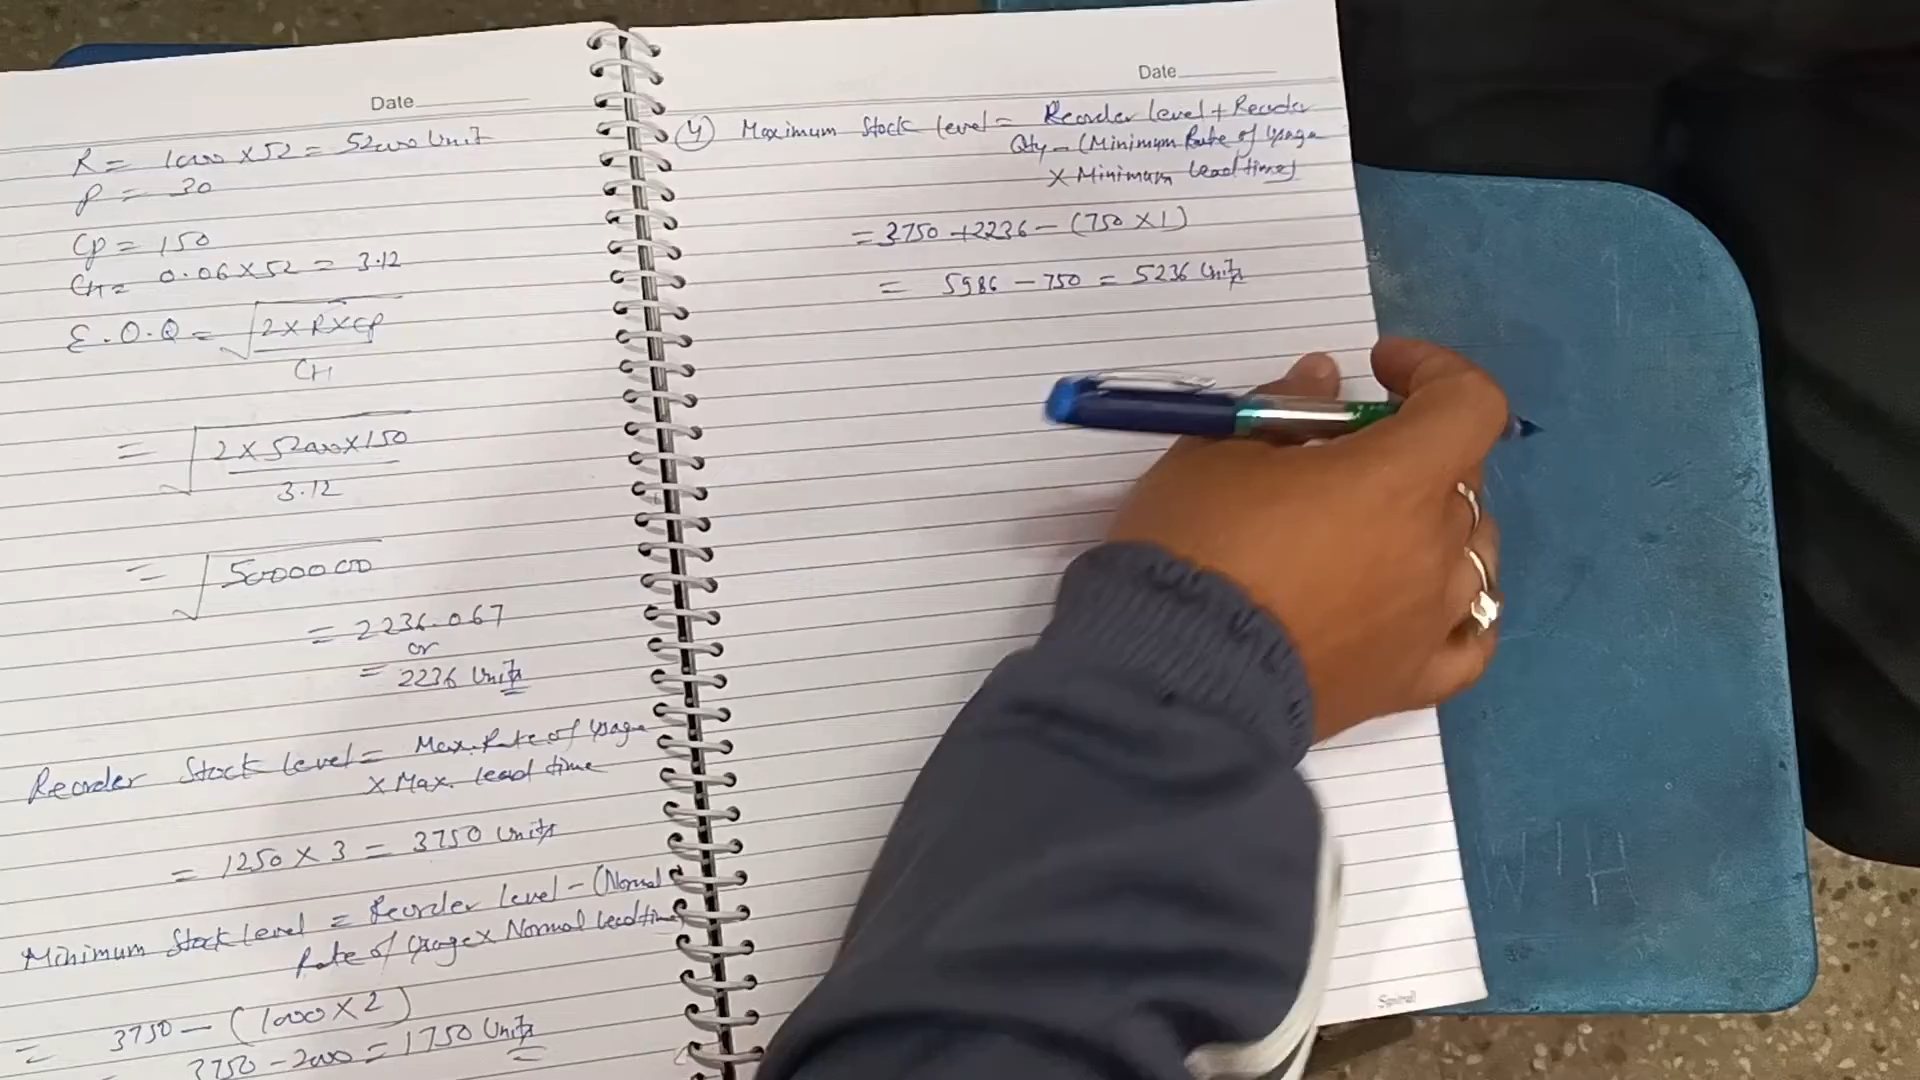 Date
R = 1000 × 52 = 52000 Unit
P = 30
Cp = 150
CH = 0.06 × 52 = 3.12
E.O.Q = √2 × R × CP
CH
= √2 × 52000 × 150
3.12
= √5000000
= 2236.067
or
= 2236 Units
Reorder Stock level = Max. Rate of Usage
× Max. lead time
= 1250 × 3 = 3750 Units
Minimum Stock level = Reorder level - (Normal
Rate of Usage × Normal lead time
= 3750 - (1000 × 2)
3750 - 2000 = 1750 Units
Date
4 Maximum Stock level = Reorder level + Reorder
Qty - (Minimum Rate of Usage
× Minimum lead time)
= 3750 + 2236 - (750 × 1)
= 5986 - 750 = 5236 Units
W'H